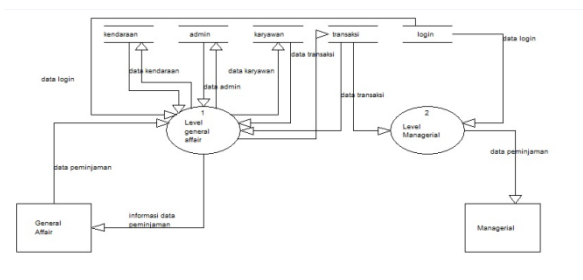 kendaraan
admin
karyawan
transaksi
login
data login
data transaksi
data login
data kendaraan
data karyawan
data admin
data transaksi
1
Level
general
affair
2
Level
Managerial
data peminjaman
data peminjaman
informasi data
peminjaman
General
Affair
Managerial